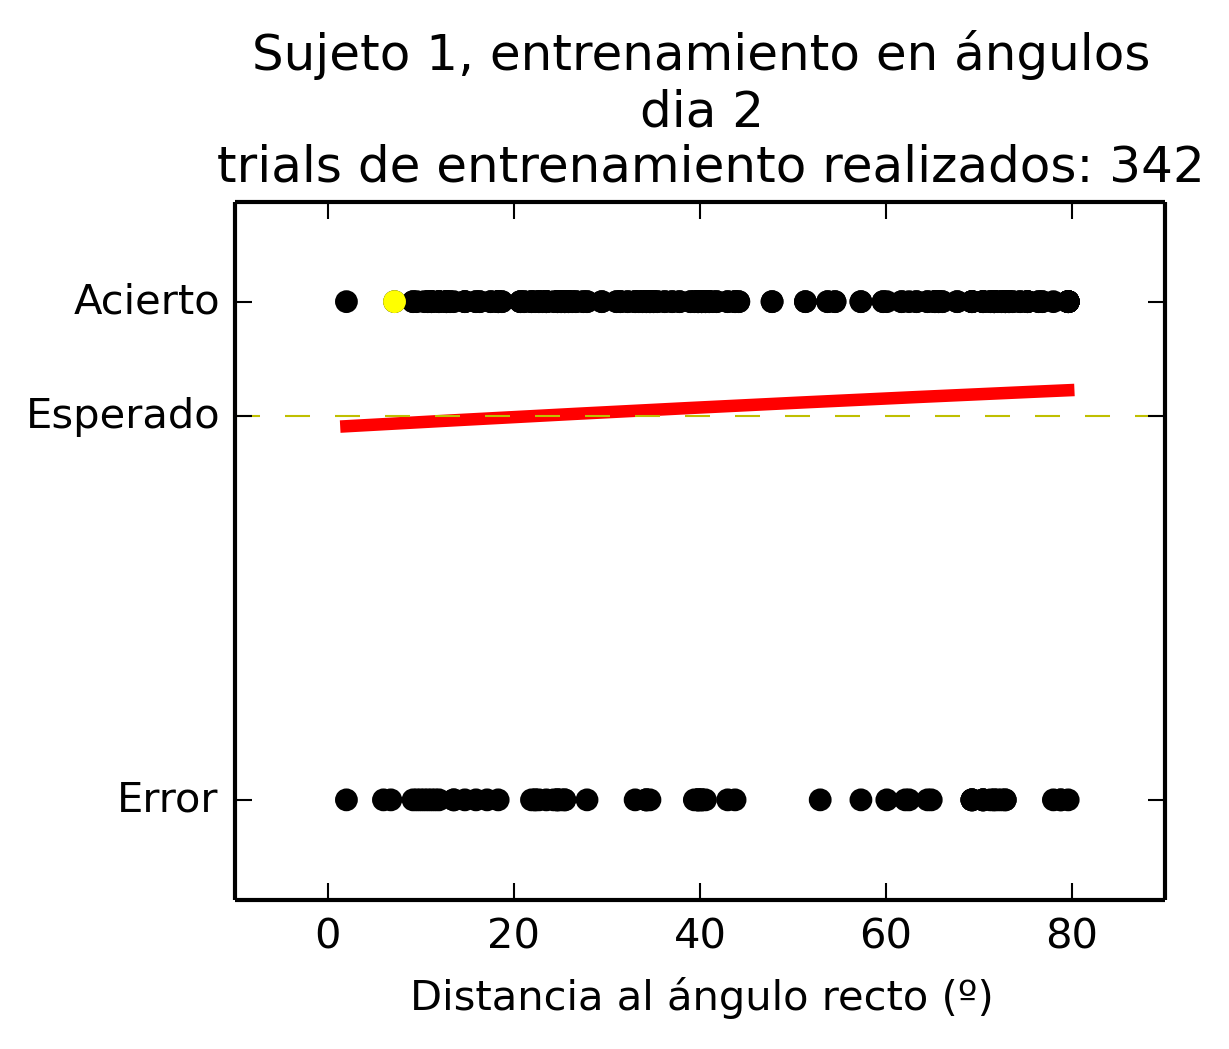 Sujeto 1, entrenamiento en ángulos
dia 2
trials de entrenamiento realizados: 342
Acierto
Esperado
Error
0 20 40 60 80
Distancia al ángulo recto (º)